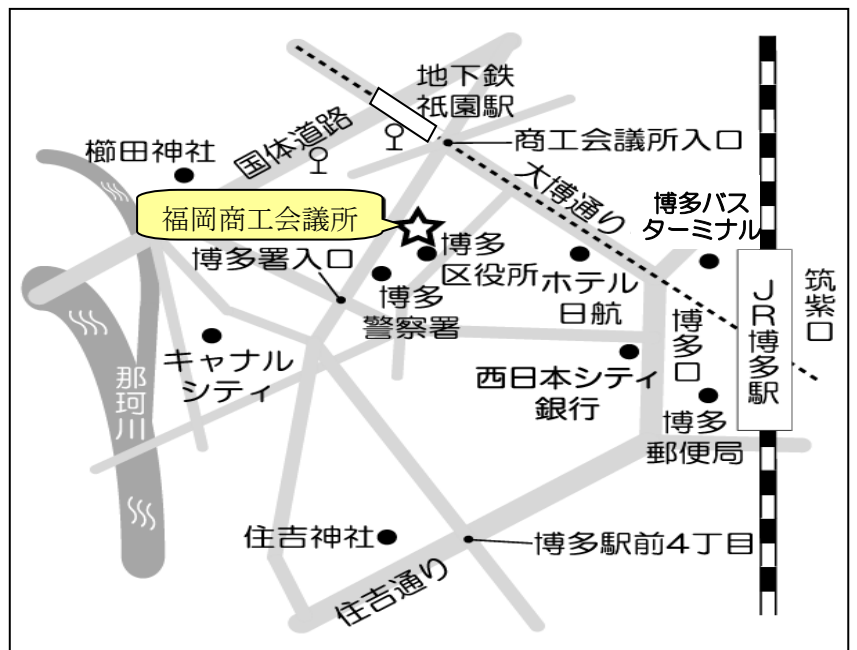 地下鉄
祇園駅
国体道路
櫛田神社
商工会議所入口
大博通り
博多バス
ターミナル
福岡商工会議所
博多
区役所
博多署入口
博多
警察署
ホテル
日航
JR博多駅
筑紫口
博多口
キャナル
シティ
西日本シティ
銀行
那珂川
博多
郵便局
住吉神社
博多駅前4丁目
住吉通り